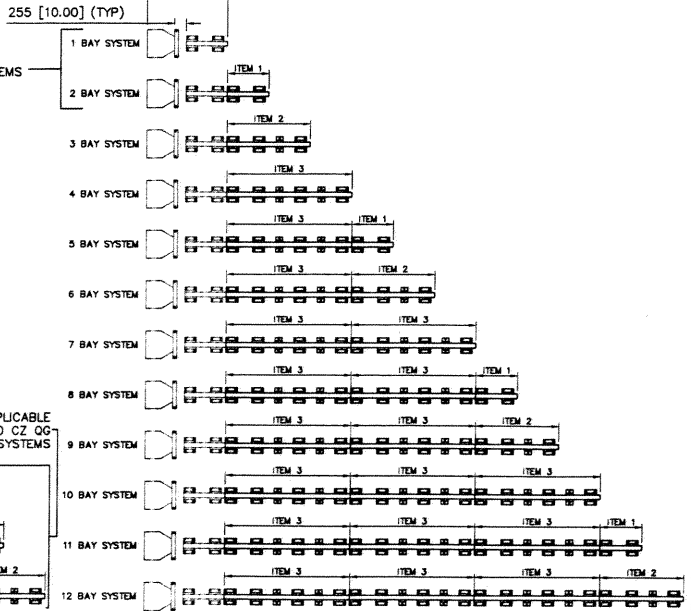 255 [10.00] (TYP)
1 BAY SYSTEM
EMS
ITEM 1
2 BAY SYSTEM
ITEM 2
3 BAY SYSTEM
ITEM 3
4 BAY SYSTEM
ITEM 3 ITEM 1
5 BAY SYSTEM
ITEM 3 ITEM 2
6 BAY SYSTEM
ITEM 3 ITEM 3
7 BAY SYSTEM
ITEM 3 ITEM 3 ITEM 1
8 BAY SYSTEM
PLICABLE
O CZ QG
SYSTEMS
ITEM 3 ITEM 3 ITEM 2
9 BAY SYSTEM
ITEM 3 ITEM 3 ITEM 3
10 BAY SYSTEM
ITEM 3 ITEM 3 ITEM 3 ITEM 1
11 BAY SYSTEM
EM 2
ITEM 3 ITEM 3 ITEM 3 ITEM 2
12 BAY SYSTEM